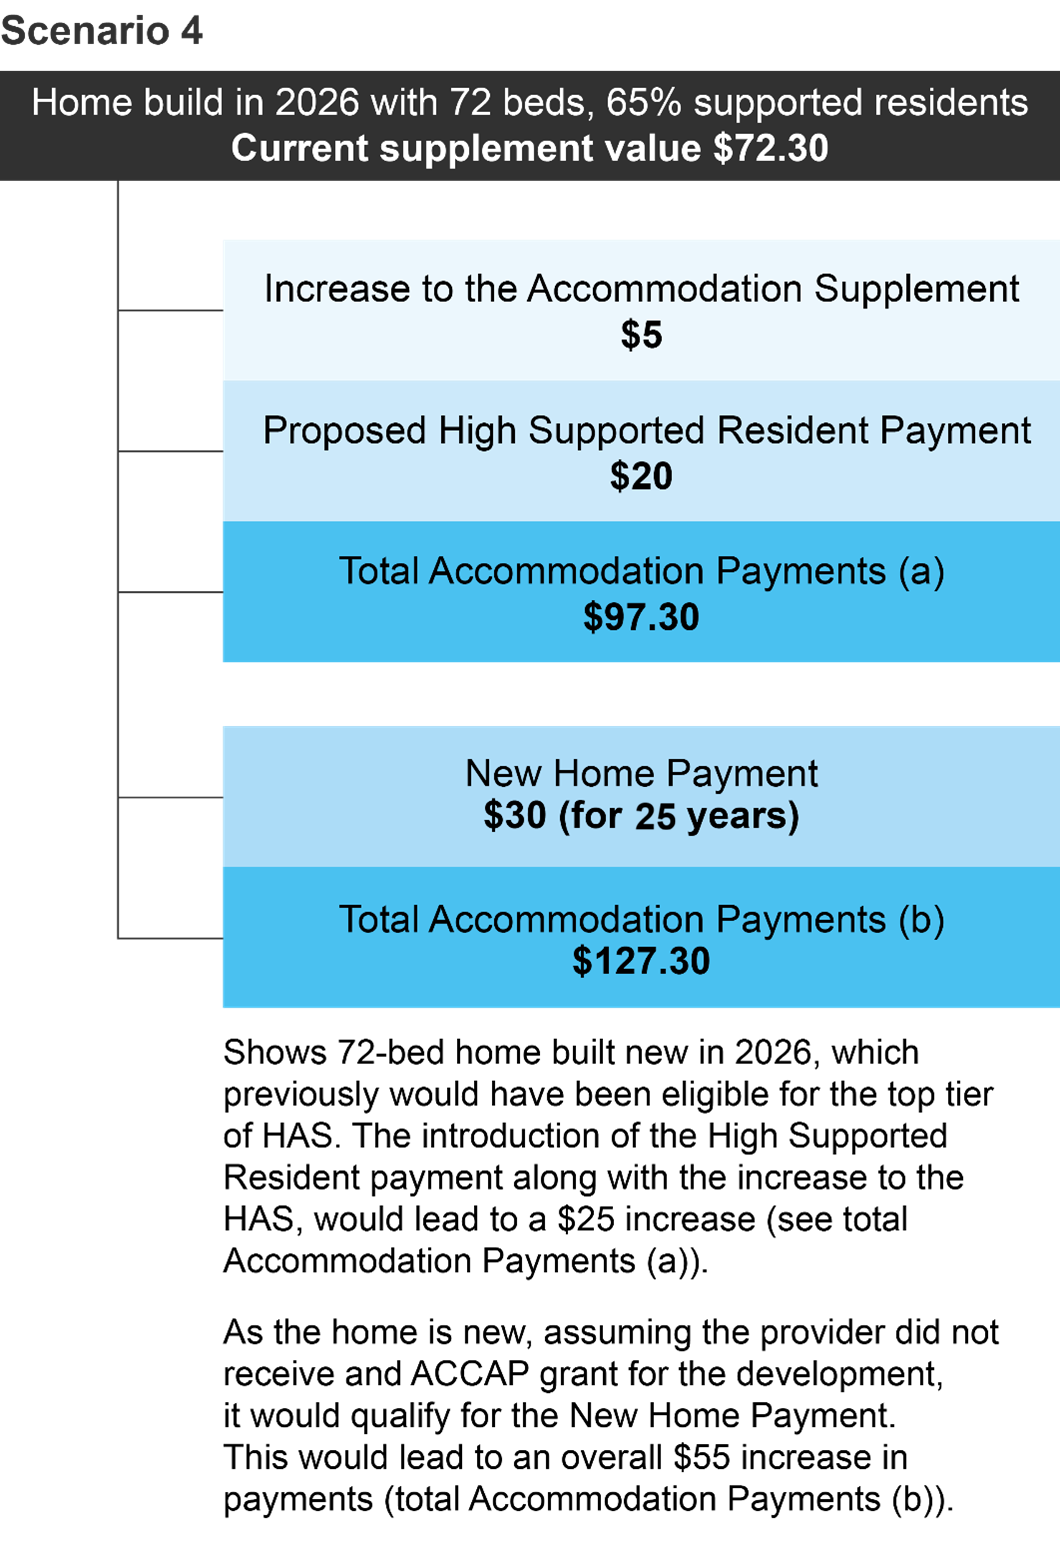 Scenario 4
Home build in 2026 with 72 beds, 65% supported residents
Current supplement value $72.30
Increase to the Accommodation Supplement
$5
Proposed High Supported Resident Payment
$20
Total Accommodation Payments (a)
$97.30
New Home Payment
$30 (for 25 years)
Total Accommodation Payments (b)
$127.30
Shows 72-bed home built new in 2026, which
previously would have been eligible for the top tier
of HAS. The introduction of the High Supported
Resident payment along with the increase to the
HAS, would lead to a $25 increase (see total
Accommodation Payments (a)).
As the home is new, assuming the provider did not
receive and ACCAP grant for the development,
it would qualify for the New Home Payment.
This would lead to an overall $55 increase in
payments (total Accommodation Payments (b)).